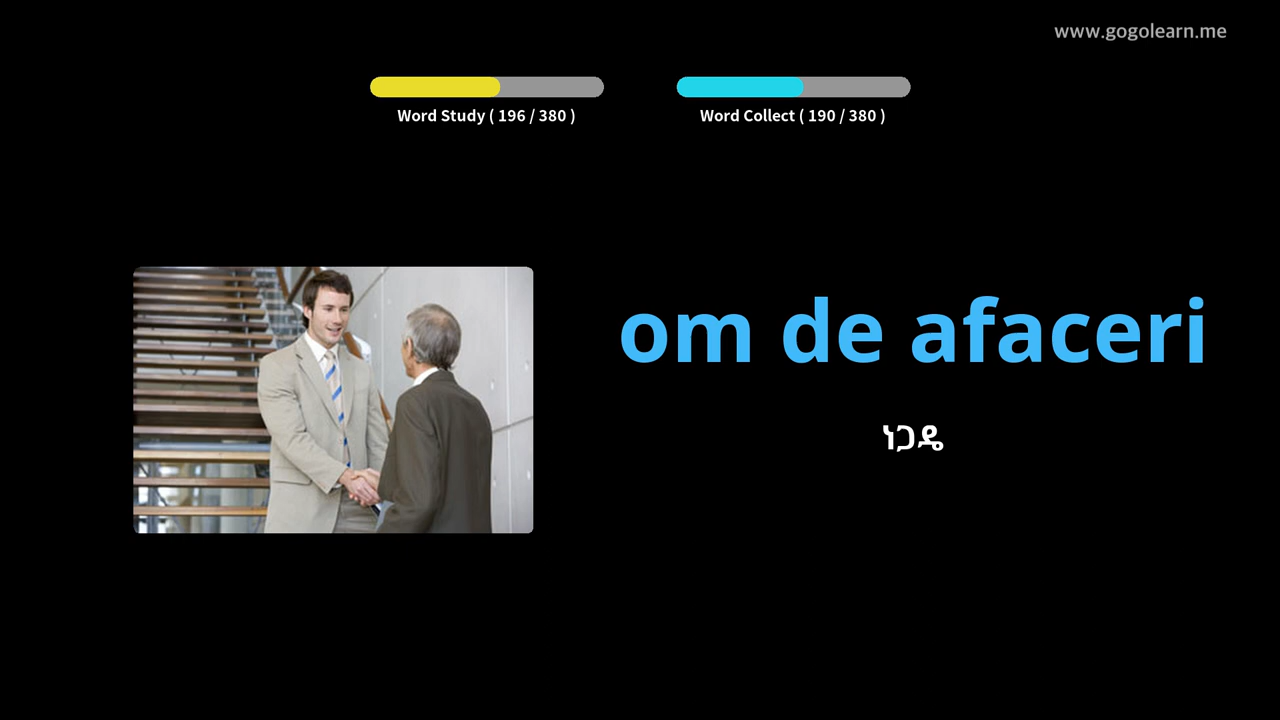 www.gogolearn.me
Word Study ( 196 / 380 )
Word Collect ( 190 / 380 )
om de afaceri
ነጋዴ